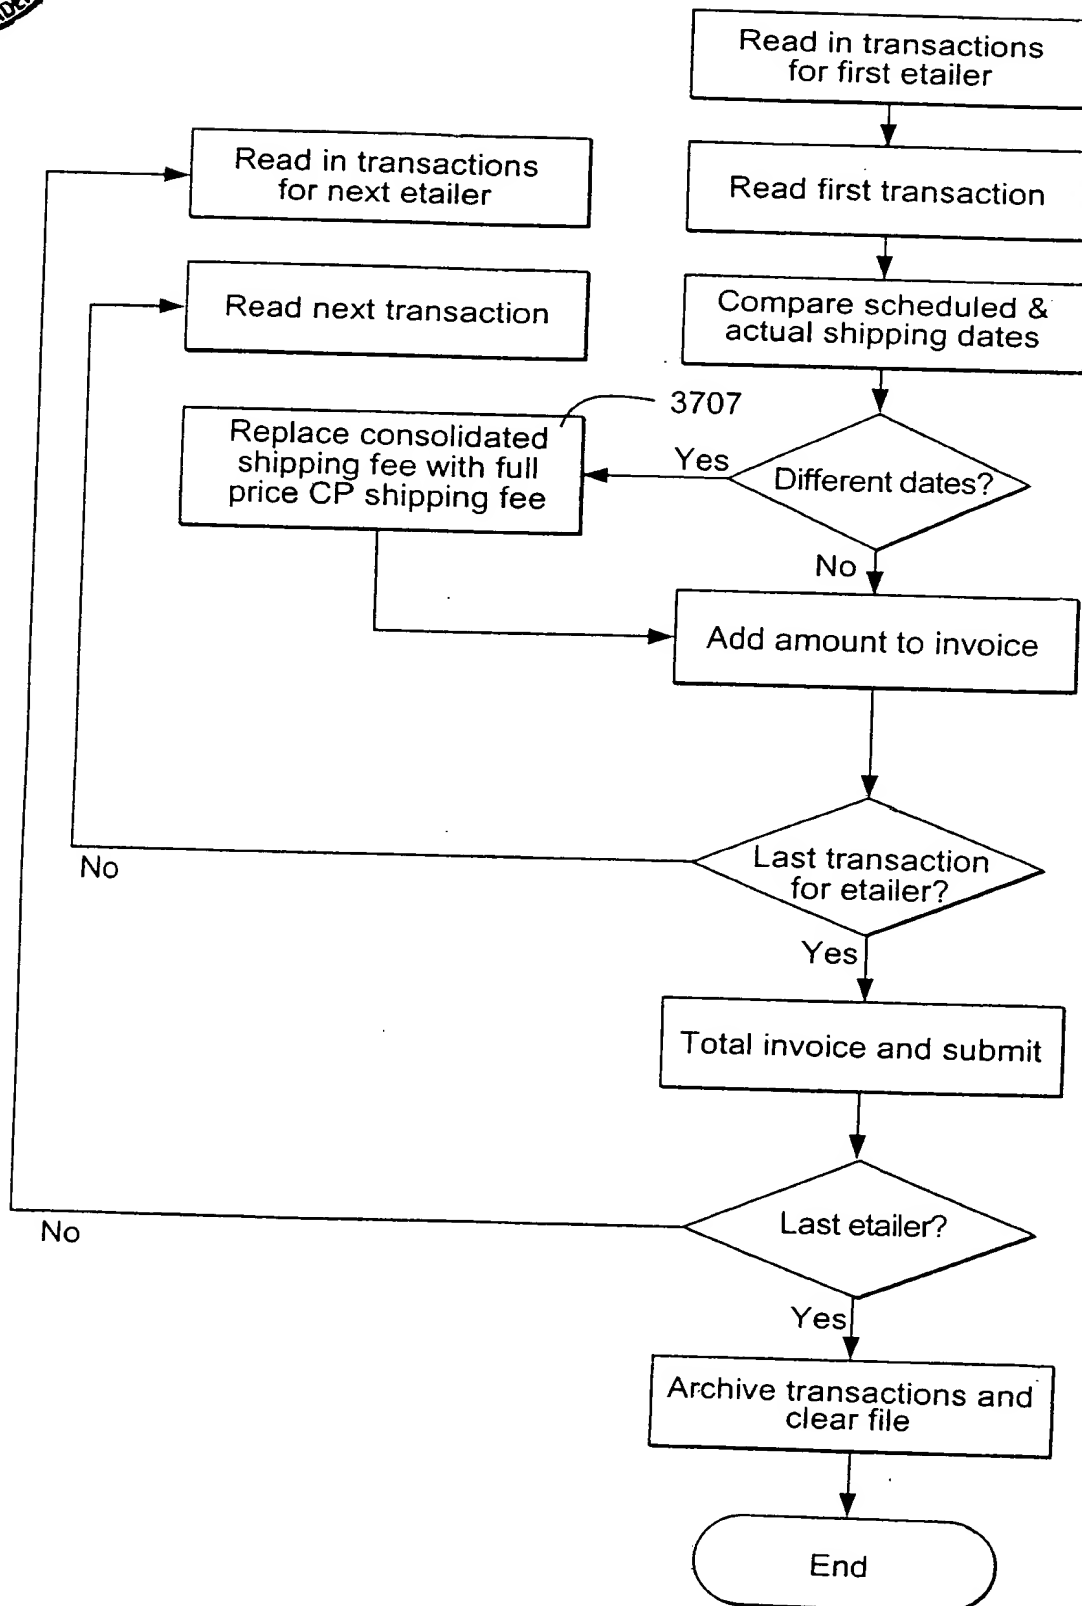 Read in transactions
for first etailer
Read in transactions
for next etailer
Read first transaction
Read next transaction
Compare scheduled &
actual shipping dates
3707
Replace consolidated
shipping fee with full
price CP shipping fee
Yes
Different dates?
No
Add amount to invoice
Last transaction
for etailer?
No
Yes
Total invoice and submit
Last etailer?
No
Yes
Archive transactions and
clear file
End